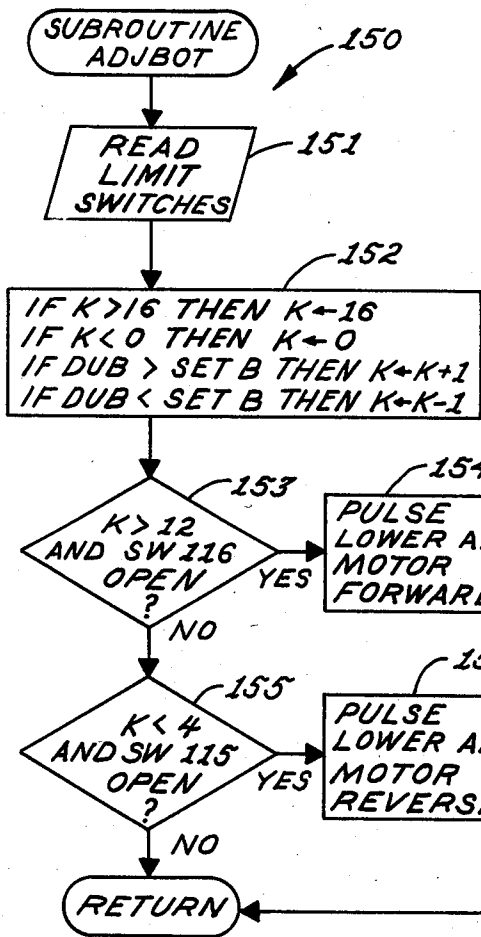 SUBROUTINE
ADJBOT
150
READ
LIMIT
SWITCHES
151
152
IF K>16 THEN K←16
IF K<0 THEN K←0
IF DUB > SET B THEN K←K+1
IF DUB < SET B THEN K←K-1
153
K > 12
AND SW 116
OPEN
?
YES
NO
PULSE
LOWER
MOTOR
FORWARD
155
K < 4
AND SW 115
OPEN
?
YES
NO
PULSE
LOWER
MOTOR
RETURN